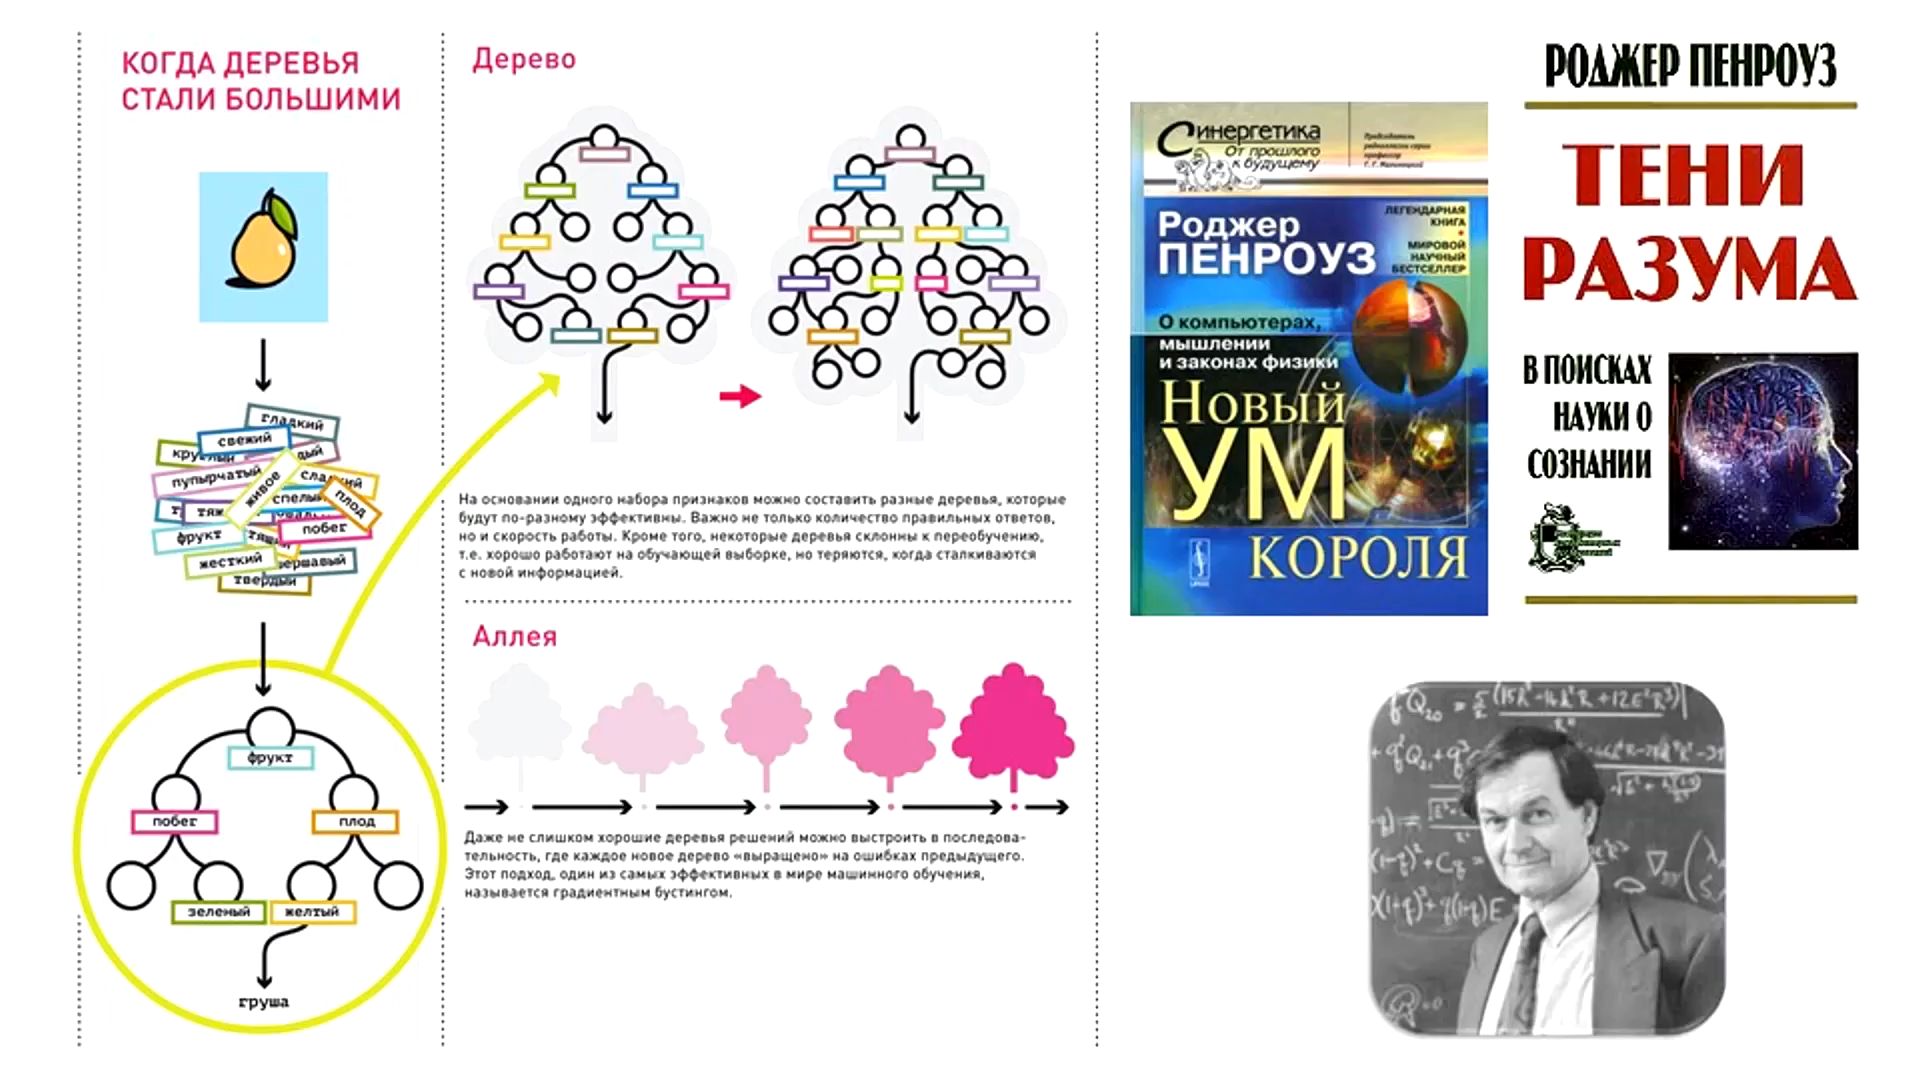 КОГДА ДЕРЕВЬЯ
СТАЛИ БОЛЬШИМИ
гладкий
свежий
пупырчатый
живое
спелый
плод
побег
фрукт
жесткий
твердый
фрукт
побег
плод
зеленый
желтый
груша
Дерево
На основании одного набора признаков можно составить разные деревья, которые
будут по-разному эффективны. Важно не только количество правильных ответов,
но и скорость работы. Кроме того, некоторые деревья склонны к переобучению,
т.е. хорошо работают на обучающей выборке, но теряются, когда сталкиваются
с новой информацией.
Аллея
Даже не слишком хорошие деревья решений можно выстроить в последова-
тельность, где каждое новое дерево «выращено» на ошибках предыдущего.
Этот подход, один из самых эффективных в мире машинного обучения,
называется градиентным бустингом.
Синергетика
От прошлого
к будущему
Роджер
ПЕНРОУЗ
ЛЕГЕНДАРНАЯ
КНИГА
МИРОВОЙ
НАУЧНЫЙ
БЕСТСЕЛЛЕР
О компьютерах,
мышлении
и законах физики
Новый
УМ
КОРОЛЯ
РОДЖЕР ПЕНРОУЗ
ТЕНИ
РАЗУМА
В ПОИСКАХ
НАУКИ О
СОЗНАНИИ